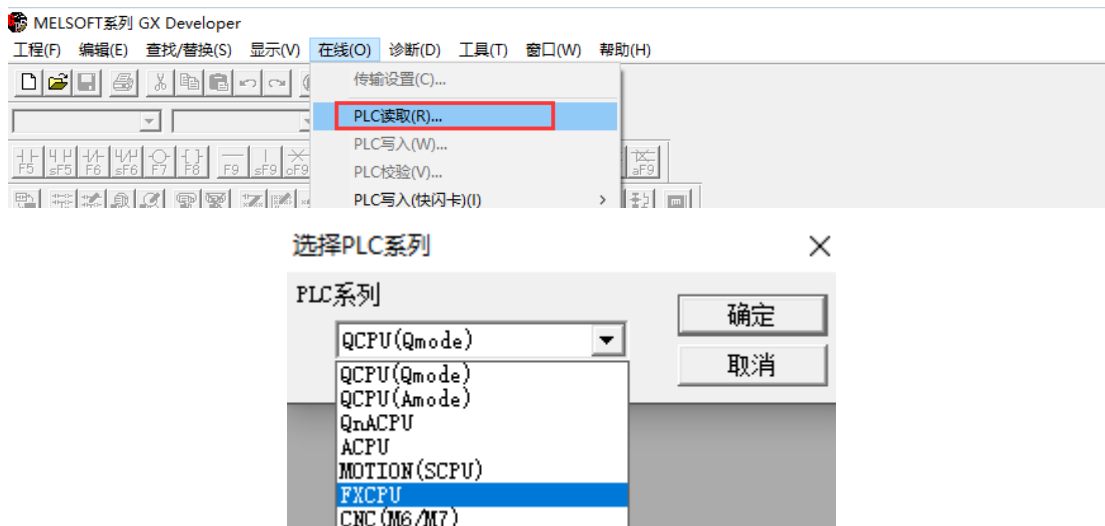 MELSOFT系列 GX Developer
工程(F) 编辑(E) 查找/替换(S) 显示(V) 在线(O) 诊断(D) 工具(T) 窗口(W) 帮助(H)
传输设置(C)...
PLC读取(R)...
PLC写入(W)...
PLC校验(V)...
PLC写入(快闪卡)(I)
F5 sF5 F6 sF6 F7 F8 F9 sF9 cF9 aF9
选择PLC系列
PLC系列
确定
QCPU(Qmode)
取消
QCPU(Qmode)
QCPU(Amode)
QnACPU
ACPU
MOTION(SCPU)
FXCPU
CNC(M6/M7)